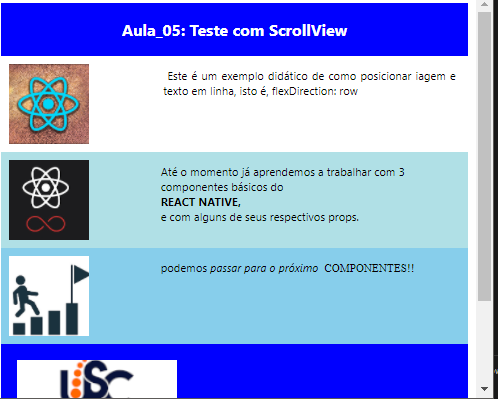 Aula_05: Teste com ScrollView
Este é um exemplo didático de como posicionar iagem e
texto em linha, isto é, flexDirection: row
Até o momento já aprendemos a trabalhar com 3
componentes básicos do
REACT NATIVE,
e com alguns de seus respectivos props.
podemos passar para o próximo COMPONENTES!!